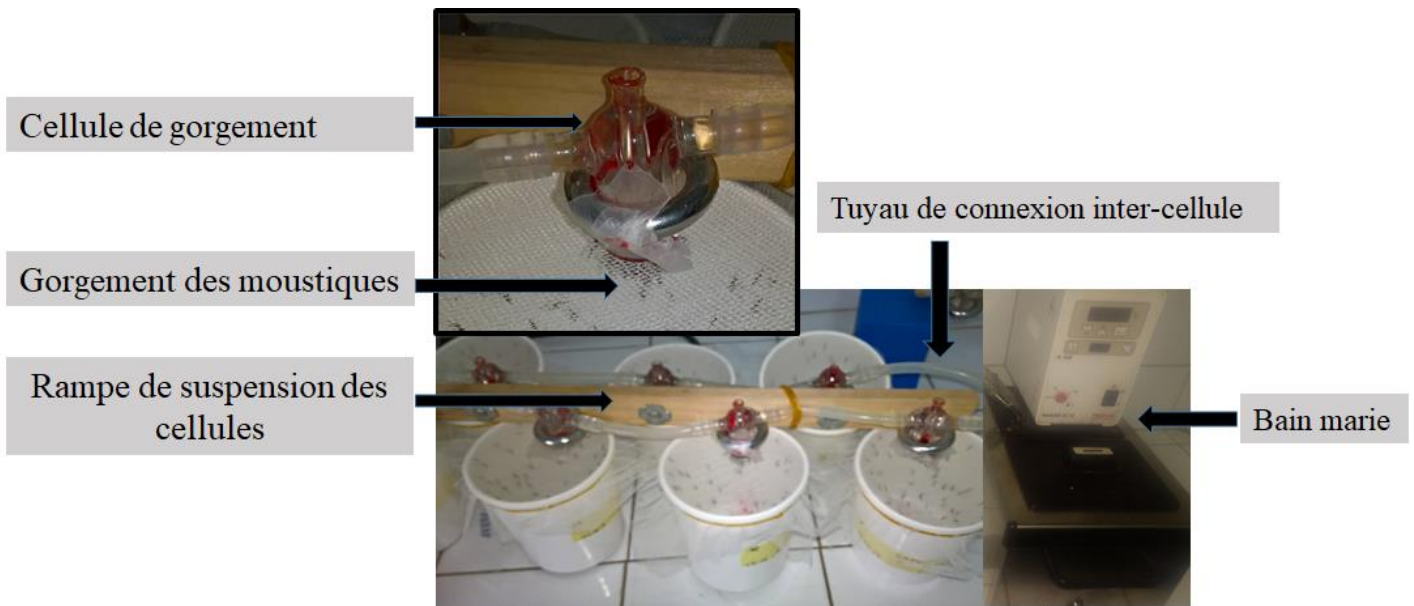 Cellule de gorgement
Tuyau de connexion inter-cellule
Gorgement des moustiques
Rampe de suspension des
cellules
Bain marie